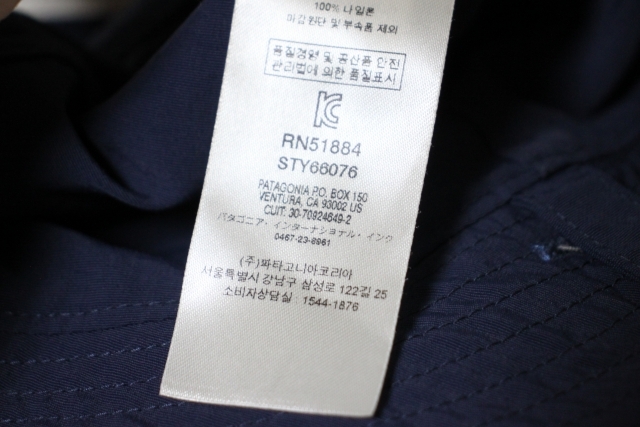 100% 나일론
마감원단 및 부속품 제외
품질경영 및 공산품 안전
관리법에 의한 품질표시
RN51884
STY66076
PATAGONIA P.O. BOX 150
VENTURA, CA 93002 US
CUIT: 30-70924649-2
パタゴニア・インターナショナル・インク
0467-23-8961
(주)파타고니아코리아
서울특별시 강남구 삼성로 122길 25
소비자상담실 : 1544-1876